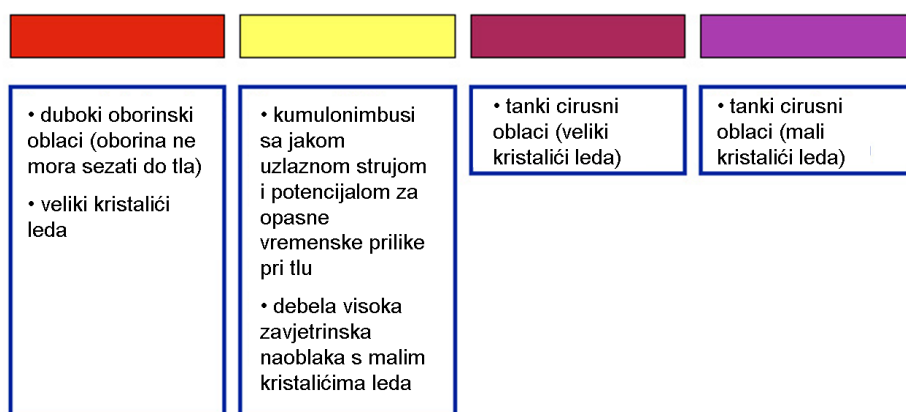 • duboki oborinski
oblaci (oborina ne
mora sezati do tla)
• veliki kristalići
leda
• kumulonimbusi
sa jakom
uzlaznom strujom
i potencijalom za
opasne
vremenske prilike
pri tlu
• debela visoka
zavjetrinska
naoblaka s malim
kristalićima leda
• tanki cirusni
oblaci (veliki
kristalići leda)
• tanki cirusni
oblaci (mali
kristalići leda)